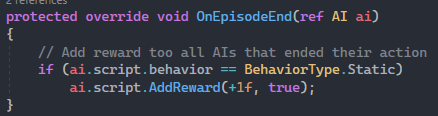 2 references
protected override void OnEpisodeEnd(ref AI ai)
{
    // Add reward too all AIs that ended their action
    if (ai.script.behavior == BehaviorType.Static)
        ai.script.AddReward(+1f, true);
}